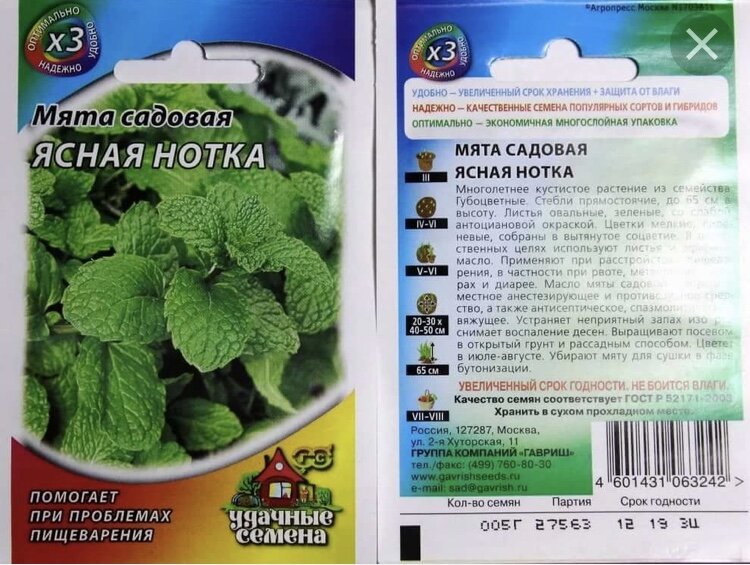 ОПТИМАЛЬНО
х3
УДОБНО
НАДЕЖНО
Мята садовая
ЯСНАЯ НОТКА
ПОМОГАЕТ
ПРИ ПРОБЛЕМАХ
ПИЩЕВАРЕНИЯ
удачные
семена
©Агропресс Москва
ОПТИМАЛЬНО
х3
УДОБНО
НАДЕЖНО
УДОБНО — УВЕЛИЧЕННЫЙ СРОК ХРАНЕНИЯ + ЗАЩИТА ОТ ВЛАГИ
НАДЕЖНО — КАЧЕСТВЕННЫЕ СЕМЕНА ПОПУЛЯРНЫХ СОРТОВ И ГИБРИДОВ
ОПТИМАЛЬНО — ЭКОНОМИЧНАЯ МНОГОСЛОЙНАЯ УПАКОВКА
МЯТА САДОВАЯ
ЯСНАЯ НОТКА
III
IV-VI
V-VI
20-30 х
40-50 см
65 см
VII-VIII
Многолетнее кустистое растение из семейства
Губоцветные. Стебли прямостоячие, до 65 см в
высоту. Листья овальные, зеленые, со слабой
антоциановой окраской. Цветки мелкие,
невые, собраны в вытянутое соцветие. В
ственных целях используют листья и
масло. Применяют при расстройствах
рения, в частности при рвоте,
рах и диарее. Масло мяты садовой
местное анестезирующее и
ство, а также антисептическое,
вяжущее. Устраняет неприятный запах изо
снимает воспаление десен. Выращивают посевом
в открытый грунт и рассадным способом. Цветет
в июле-августе. Убирают мяту для сушки в фазе
бутонизации.
УВЕЛИЧЕННЫЙ СРОК ГОДНОСТИ. НЕ БОИТСЯ ВЛАГИ.
Качество семян соответствует ГОСТ Р 52171-2003
Хранить в сухом прохладном месте.
Россия, 127287, Москва,
ул. 2-я Хуторская, 11
ГРУППА КОМПАНИЙ "ГАВРИШ"
тел./факс: (499) 760-80-30
www.gavrishseeds.ru
e-mail: sad@gavrish.ru
4 601431 063242 >
Кол-во семян Партия Срок годности
005Г 27563 12 19 ЗЦ